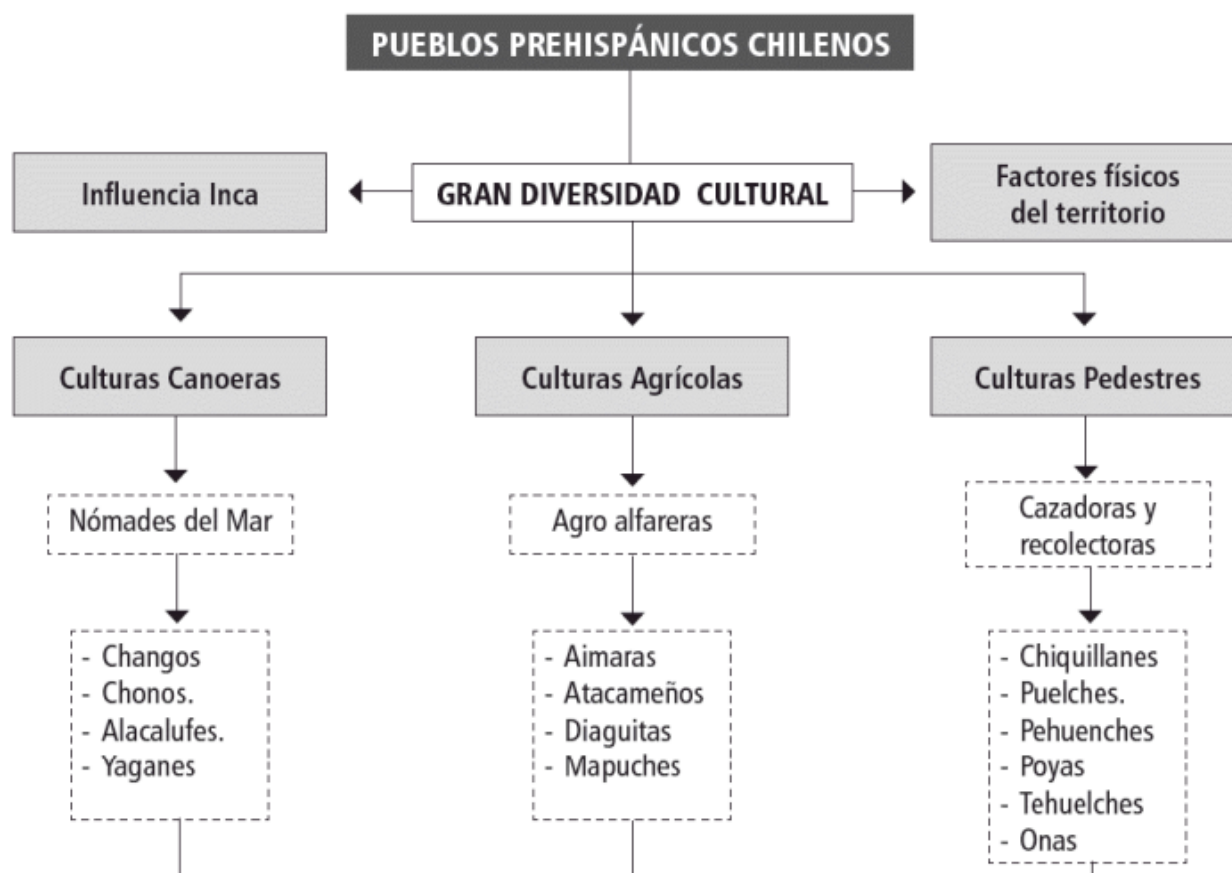 PUEBLOS PREHISPÁNICOS CHILENOS
Influencia Inca
GRAN DIVERSIDAD CULTURAL
Factores físicos
del territorio
Culturas Canoeras
Culturas Agrícolas
Culturas Pedestres
Nómades del Mar
Agro alfareras
Cazadoras y
recolectoras
- Changos
- Chonos.
- Alacalufes.
- Yaganes
- Aimaras
- Atacameños
- Diaguitas
- Mapuches
- Chiquillanes
- Puelches.
- Pehuenches
- Poyas
- Tehuelches
- Onas